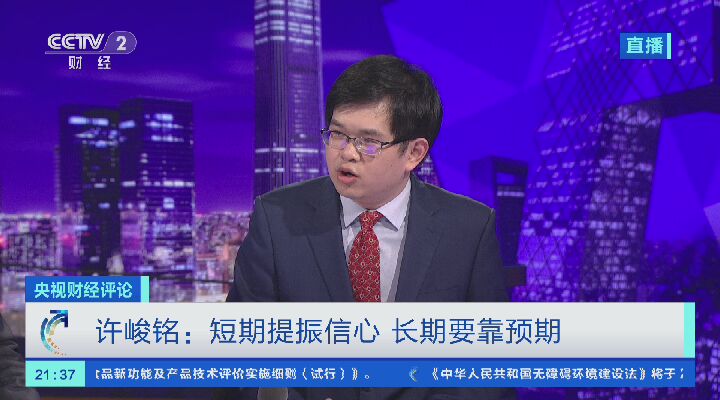 CCTV 2
财经
直播
央视财经评论
许峻铭：短期提振信心 长期要靠预期
21:37 品新功能及产品技术评价实施细则（试行）》。 《中华人民共和国无障碍环境建设法》将于